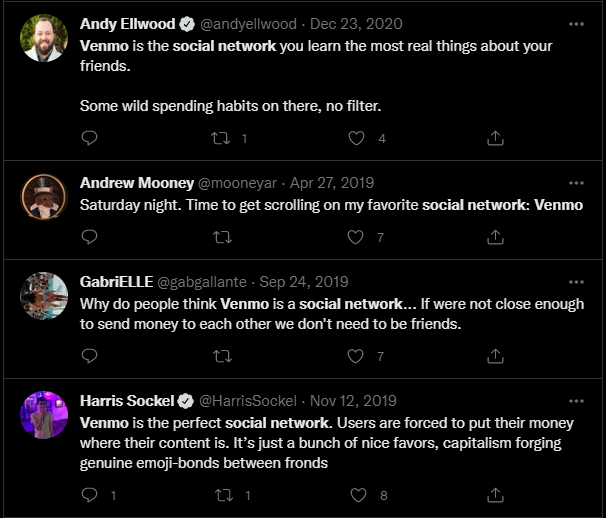 Andy Ellwood @andyellwood · Dec 23, 2020
Venmo is the social network you learn the most real things about your
friends.
Some wild spending habits on there, no filter.
1 4
Andrew Mooney @mooneyar · Apr 27, 2019
Saturday night. Time to get scrolling on my favorite social network: Venmo
7
GabriELLE @gabgallante · Sep 24, 2019
Why do people think Venmo is a social network... If were not close enough
to send money to each other we don't need to be friends.
7
Harris Sockel @HarrisSockel · Nov 12, 2019
Venmo is the perfect social network. Users are forced to put their money
where their content is. It’s just a bunch of nice favors, capitalism forging
genuine emoji-bonds between fronds
1 1 8